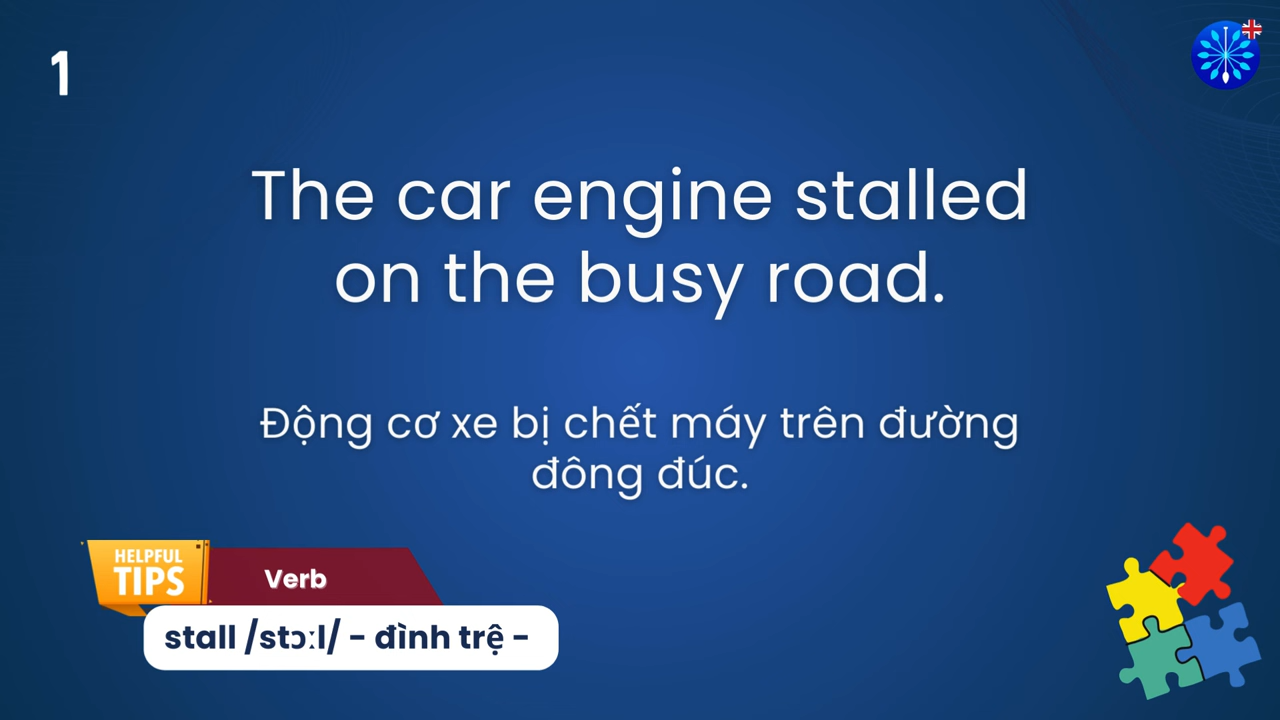 1
The car engine stalled
on the busy road.
Động cơ xe bị chết máy trên đường
đông đúc.
HELPFUL
TIPS
Verb
stall /stɔːl/ - đình trệ -